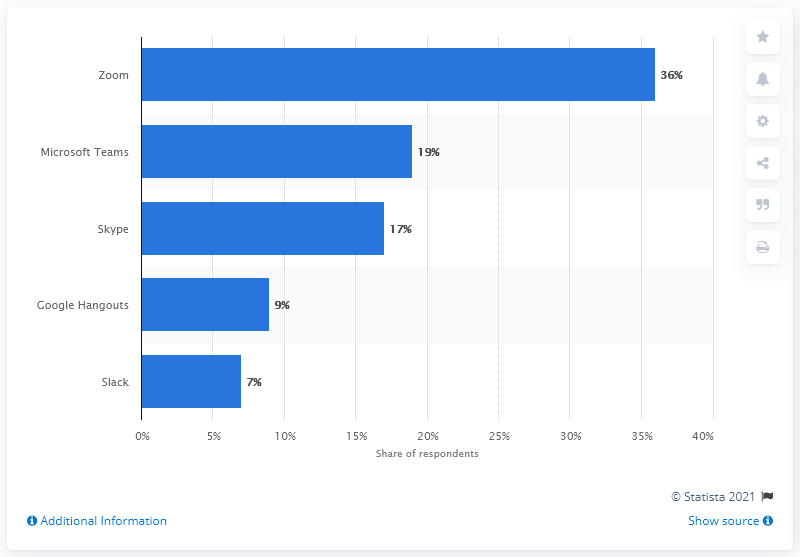 Zoom 36%
Microsoft Teams 19%
Skype 17%
Google Hangouts 9%
Slack 7%
0% 5% 10% 15% 20% 25% 30% 35% 40%
Share of respondents
© Statista 2021
Additional Information
Show source